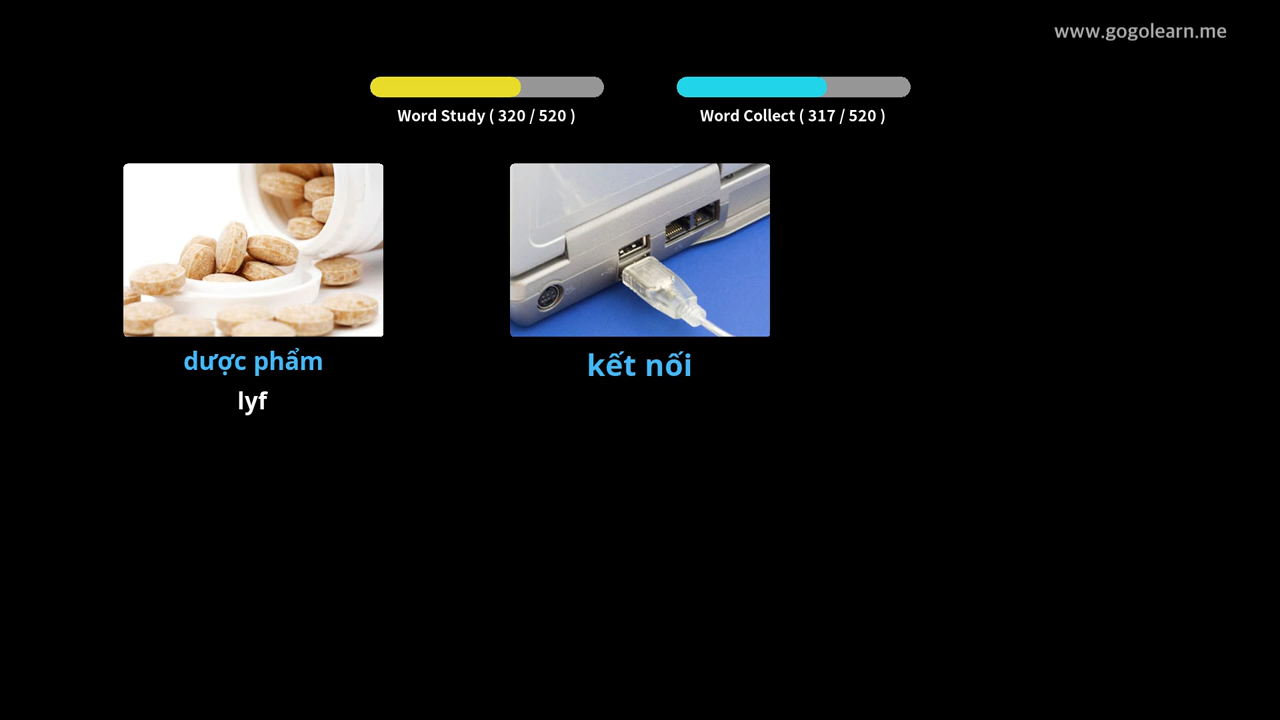 www.gogolearn.me
Word Study ( 320 / 520 )
Word Collect ( 317 / 520 )
dược phẩm
lyf
kết nối